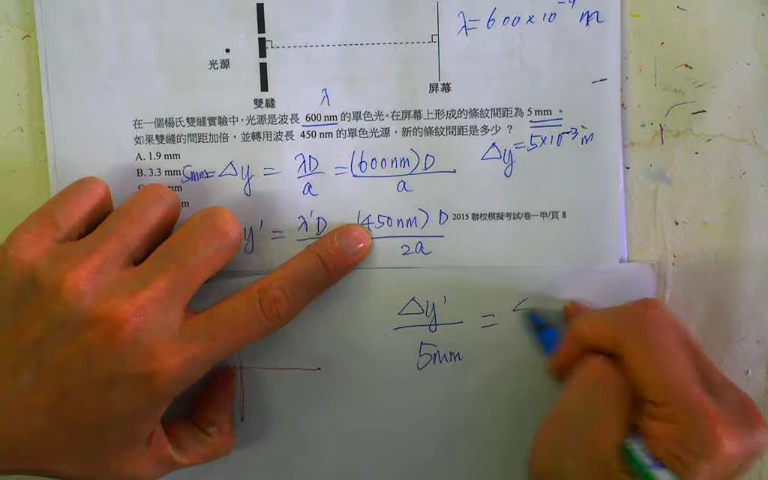 λ=600×10⁻⁹m
光源
雙縫
屏幕
λ
在一個楊氏雙縫實驗中，光源是波長 600 nm 的單色光。在屏幕上形成的條紋間距為 5 mm。
如果雙縫的間距加倍，並轉用波長 450 nm 的單色光源，新的條紋間距是多少？
Δy=5×10⁻³m
A. 1.9 mm
B. 3.3 mm
5mm=Δy = λD/a = (600nm)D/a
mm
m
2015 聯校模擬考試/卷一甲/頁 8
y' = λ'D = (450nm) D/2a
Δy'/5mm =